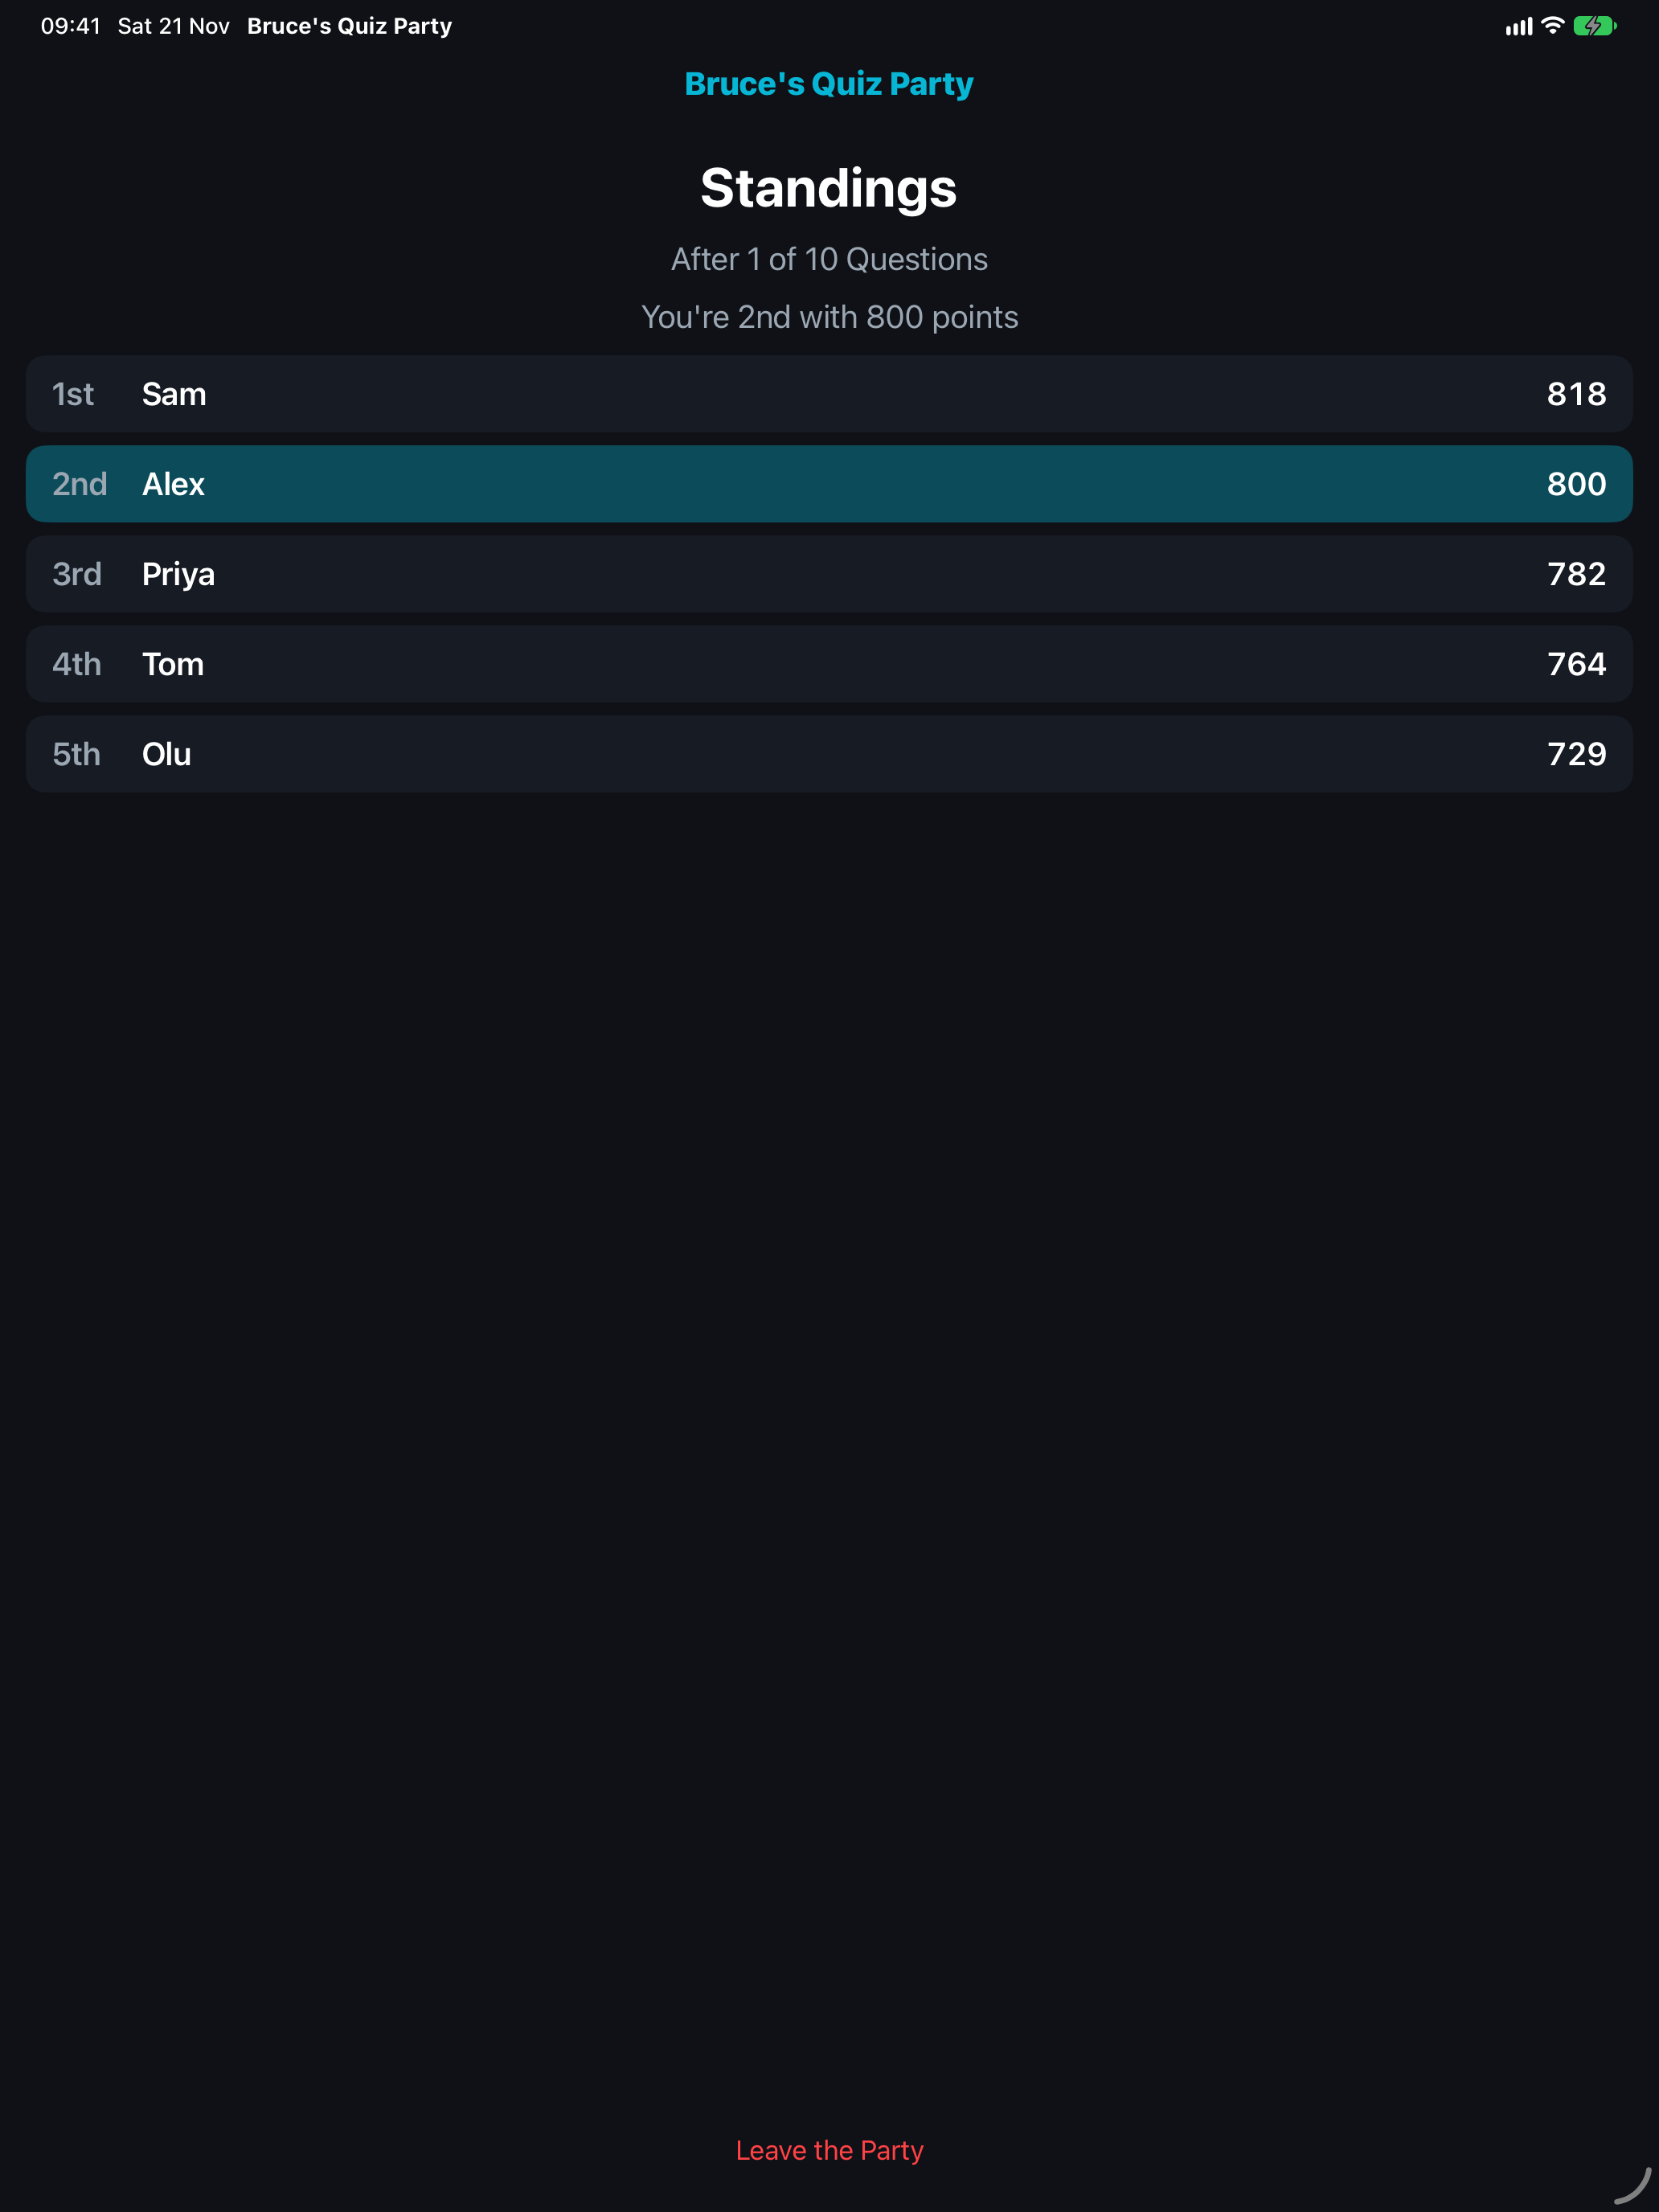 09:41 Sat 21 Nov Bruce's Quiz Party
Bruce's Quiz Party
Standings
After 1 of 10 Questions
You're 2nd with 800 points
1st Sam 818
2nd Alex 800
3rd Priya 782
4th Tom 764
5th Olu 729
Leave the Party